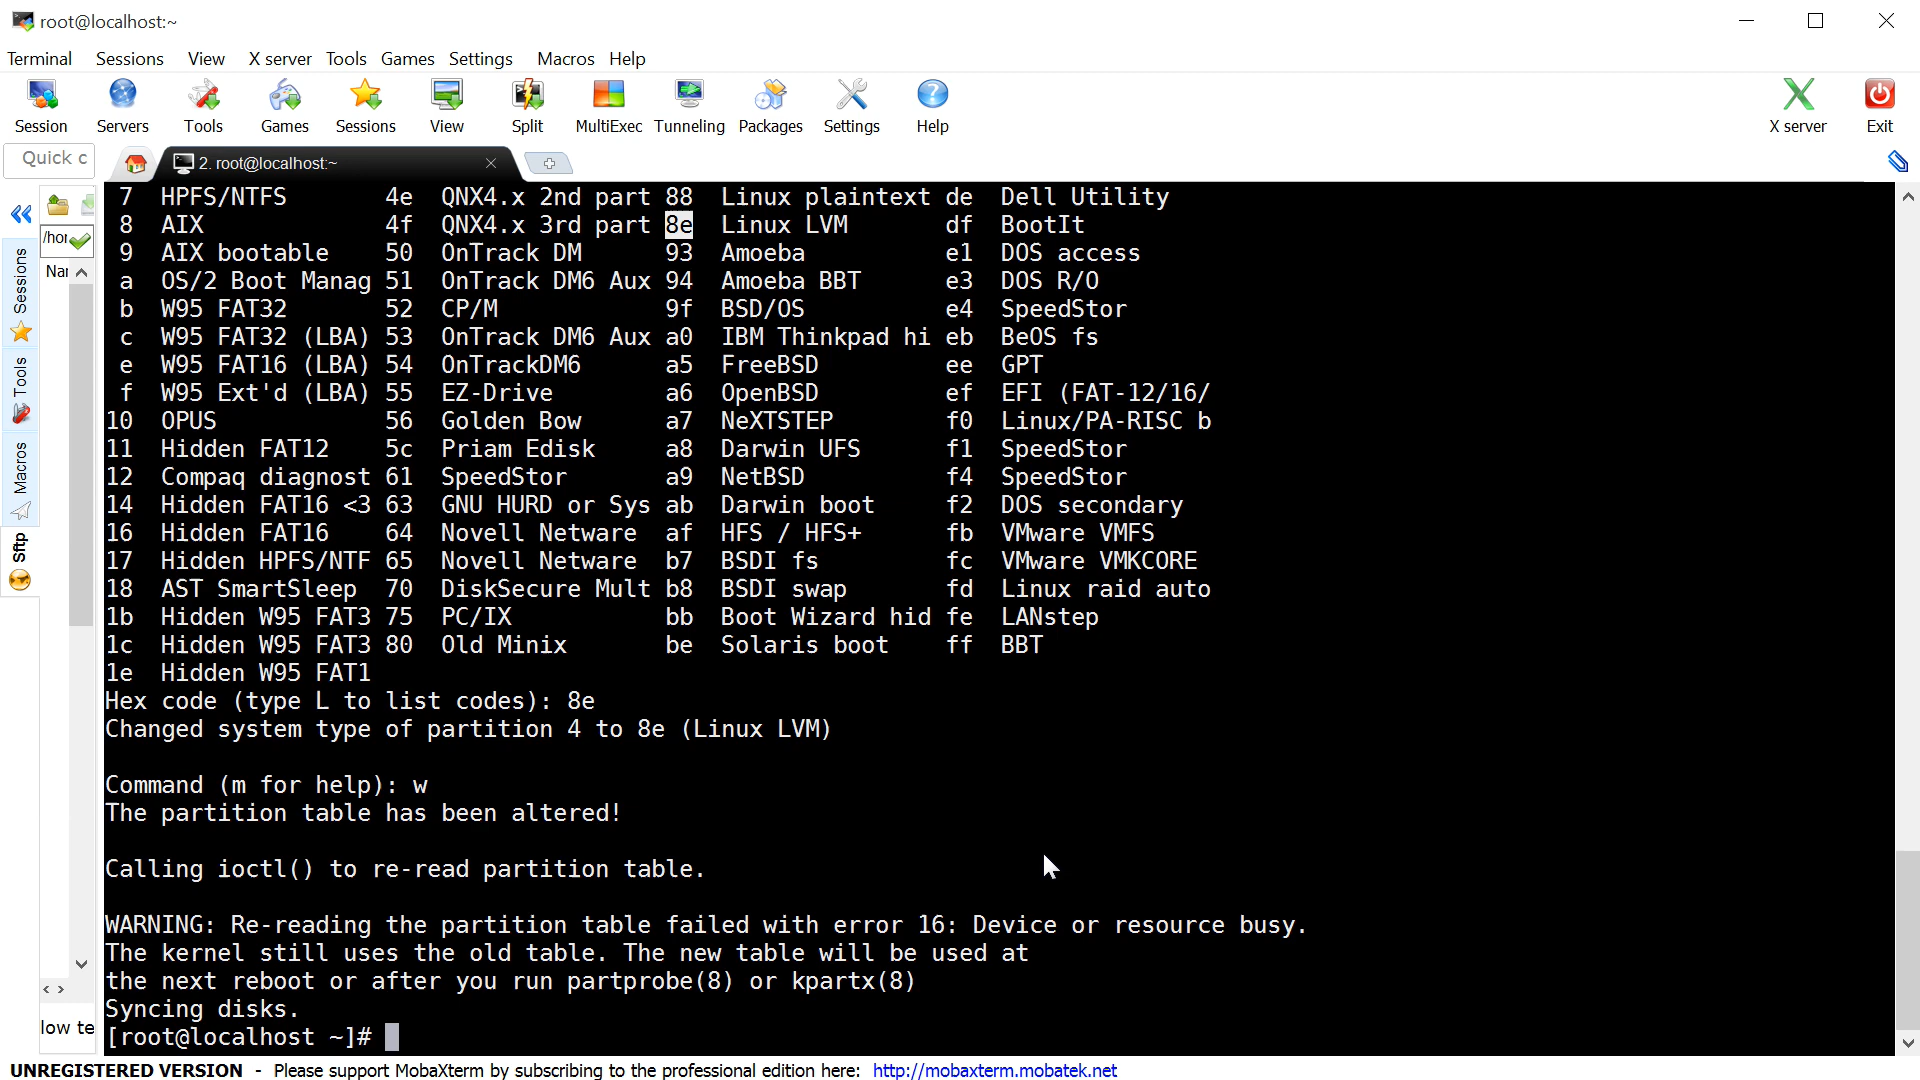 root@localhost:~
Terminal Sessions View X server Tools Games Settings Macros Help
Session Servers Tools Games Sessions View Split MultiExec Tunneling Packages Settings Help X server Exit
Quick c
2. root@localhost:~
/hor
Nar
Sessions
Tools
Macros
Sftp
low te
7 HPFS/NTFS 4e QNX4.x 2nd part 88 Linux plaintext de Dell Utility
8 AIX 4f QNX4.x 3rd part 8e Linux LVM df BootIt
9 AIX bootable 50 OnTrack DM 93 Amoeba e1 DOS access
a OS/2 Boot Manag 51 OnTrack DM6 Aux 94 Amoeba BBT e3 DOS R/O
b W95 FAT32 52 CP/M 9f BSD/OS e4 SpeedStor
c W95 FAT32 (LBA) 53 OnTrack DM6 Aux a0 IBM Thinkpad hi eb BeOS fs
e W95 FAT16 (LBA) 54 OnTrackDM6 a5 FreeBSD ee GPT
f W95 Ext'd (LBA) 55 EZ-Drive a6 OpenBSD ef EFI (FAT-12/16/
10 OPUS 56 Golden Bow a7 NeXTSTEP f0 Linux/PA-RISC b
11 Hidden FAT12 5c Priam Edisk a8 Darwin UFS f1 SpeedStor
12 Compaq diagnost 61 SpeedStor a9 NetBSD f4 SpeedStor
14 Hidden FAT16 <3 63 GNU HURD or Sys ab Darwin boot f2 DOS secondary
16 Hidden FAT16 64 Novell Netware af HFS / HFS+ fb VMware VMFS
17 Hidden HPFS/NTF 65 Novell Netware b7 BSDI fs fc VMware VMKCORE
18 AST SmartSleep 70 DiskSecure Mult b8 BSDI swap fd Linux raid auto
1b Hidden W95 FAT3 75 PC/IX bb Boot Wizard hid fe LANstep
1c Hidden W95 FAT3 80 Old Minix be Solaris boot ff BBT
1e Hidden W95 FAT1
Hex code (type L to list codes): 8e
Changed system type of partition 4 to 8e (Linux LVM)
Command (m for help): w
The partition table has been altered!
Calling ioctl() to re-read partition table.
WARNING: Re-reading the partition table failed with error 16: Device or resource busy.
The kernel still uses the old table. The new table will be used at
the next reboot or after you run partprobe(8) or kpartx(8)
Syncing disks.
[root@localhost ~]#
UNREGISTERED VERSION - Please support MobaXterm by subscribing to the professional edition here: http://mobaxterm.mobatek.net